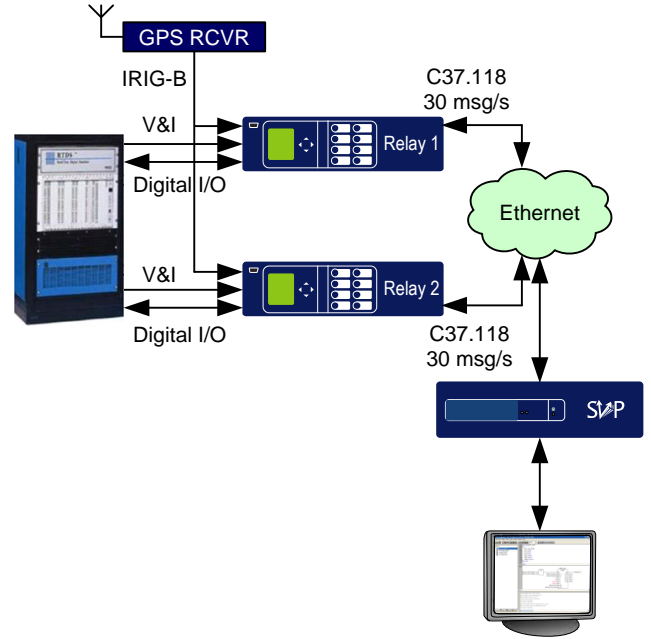 GPS RCVR
IRIG-B
C37.118
30 msg/s
V&I
Relay 1
RTDS
Digital I/O
Ethernet
V&I
Relay 2
Digital I/O
C37.118
30 msg/s
SVP